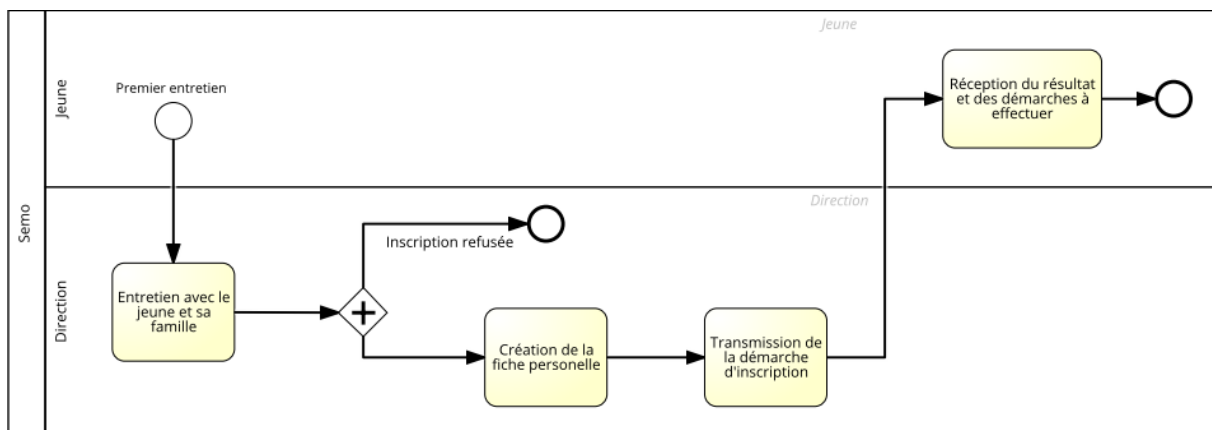 Semo
Jeune
Jeune
Premier entretien
Réception du résultat
et des démarches à
effectuer
Direction
Direction
Inscription refusée
Entretien avec le
jeune et sa
famille
Création de la
fiche personelle
Transmission de
la démarche
d'inscription